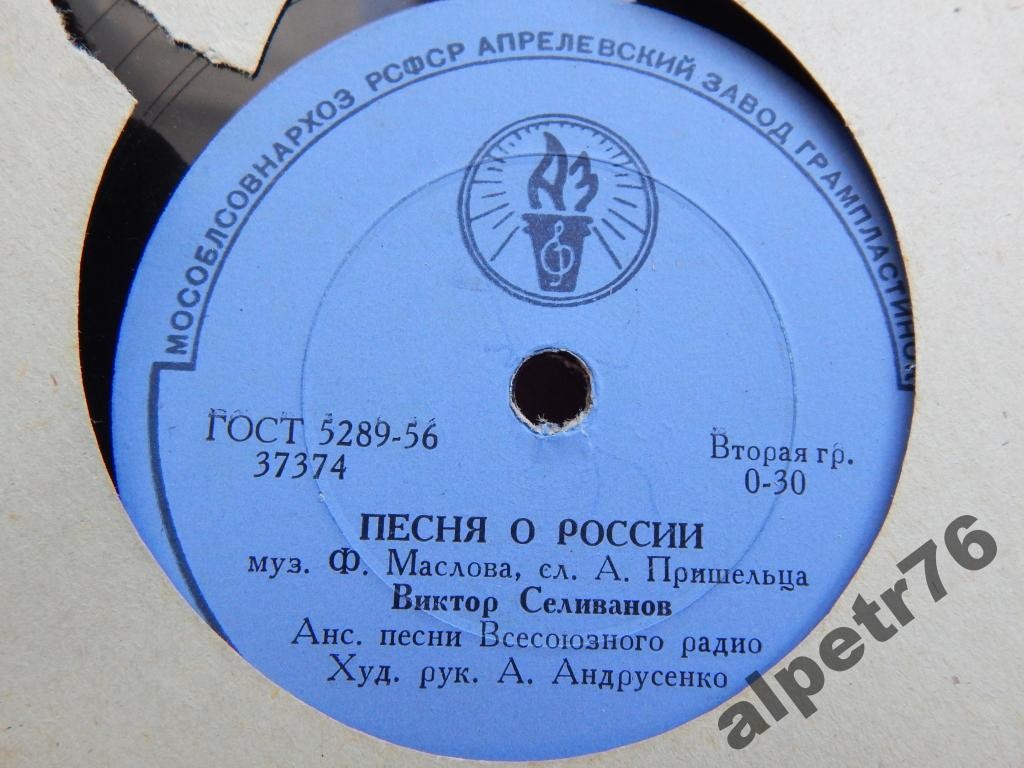 МОСОБЛСОВНАРХОЗ РСФСР АПРЕЛЕВСКИЙ ЗАВОД ГРАМПЛАСТИНОК
АЗ
ГОСТ 5289-56
37374
Вторая гр.
0-30
ПЕСНЯ О РОССИИ
муз. Ф. Маслова, сл. А. Пришельца
Виктор Селиванов
Анс. песни Всесоюзного радио
Худ. рук. А. Андрусенко
alpetr76